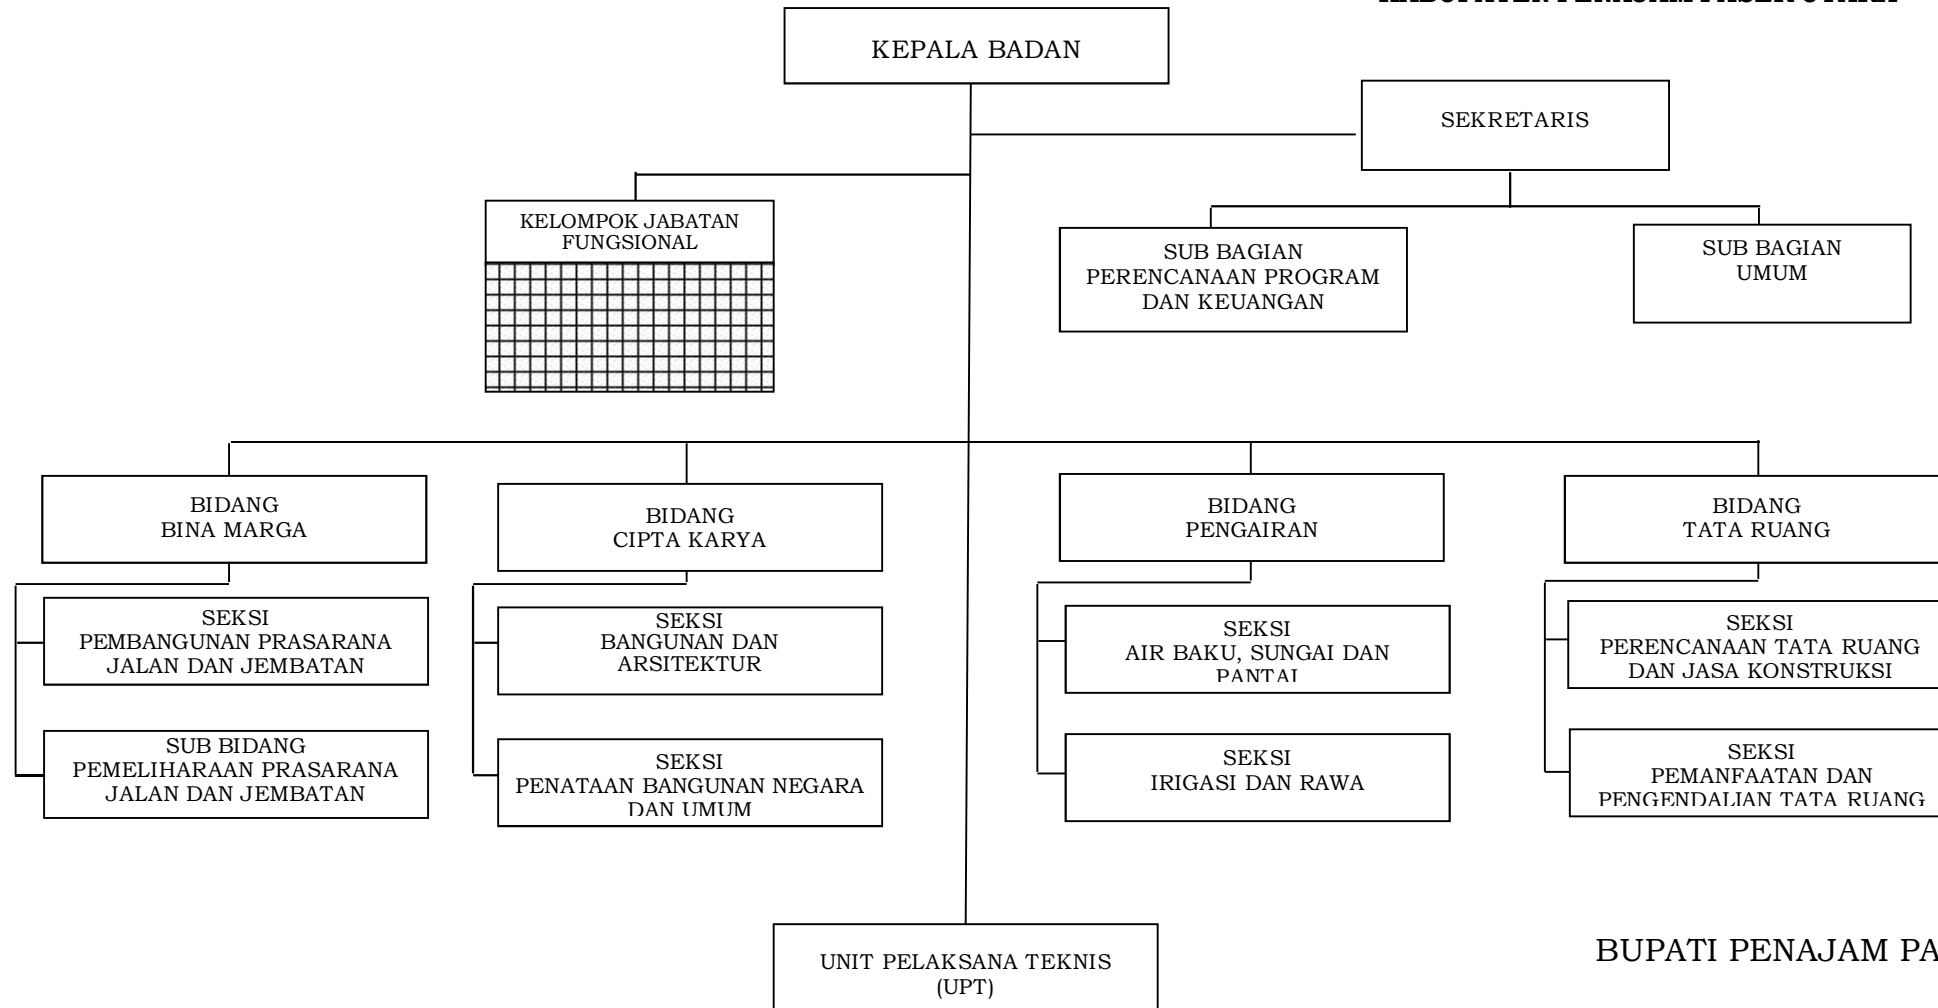 KEPALA BADAN
SEKRETARIS
KELOMPOK JABATAN
FUNGSIONAL
SUB BAGIAN
PERENCANAAN PROGRAM
DAN KEUANGAN
SUB BAGIAN
UMUM
BIDANG
BINA MARGA
BIDANG
CIPTA KARYA
BIDANG
PENGAIRAN
BIDANG
TATA RUANG
SEKSI
PEMBANGUNAN PRASARANA
JALAN DAN JEMBATAN
SEKSI
BANGUNAN DAN
ARSITEKTUR
SEKSI
AIR BAKU, SUNGAI DAN
PANTAI
SEKSI
PERENCANAAN TATA RUANG
DAN JASA KONSTRUKSI
SUB BIDANG
PEMELIHARAAN PRASARANA
JALAN DAN JEMBATAN
SEKSI
PENATAAN BANGUNAN NEGARA
DAN UMUM
SEKSI
IRIGASI DAN RAWA
SEKSI
PEMANFAATAN DAN
PENGENDALIAN TATA RUANG
UNIT PELAKSANA TEKNIS
(UPT)
BUPATI PENAJAM PA